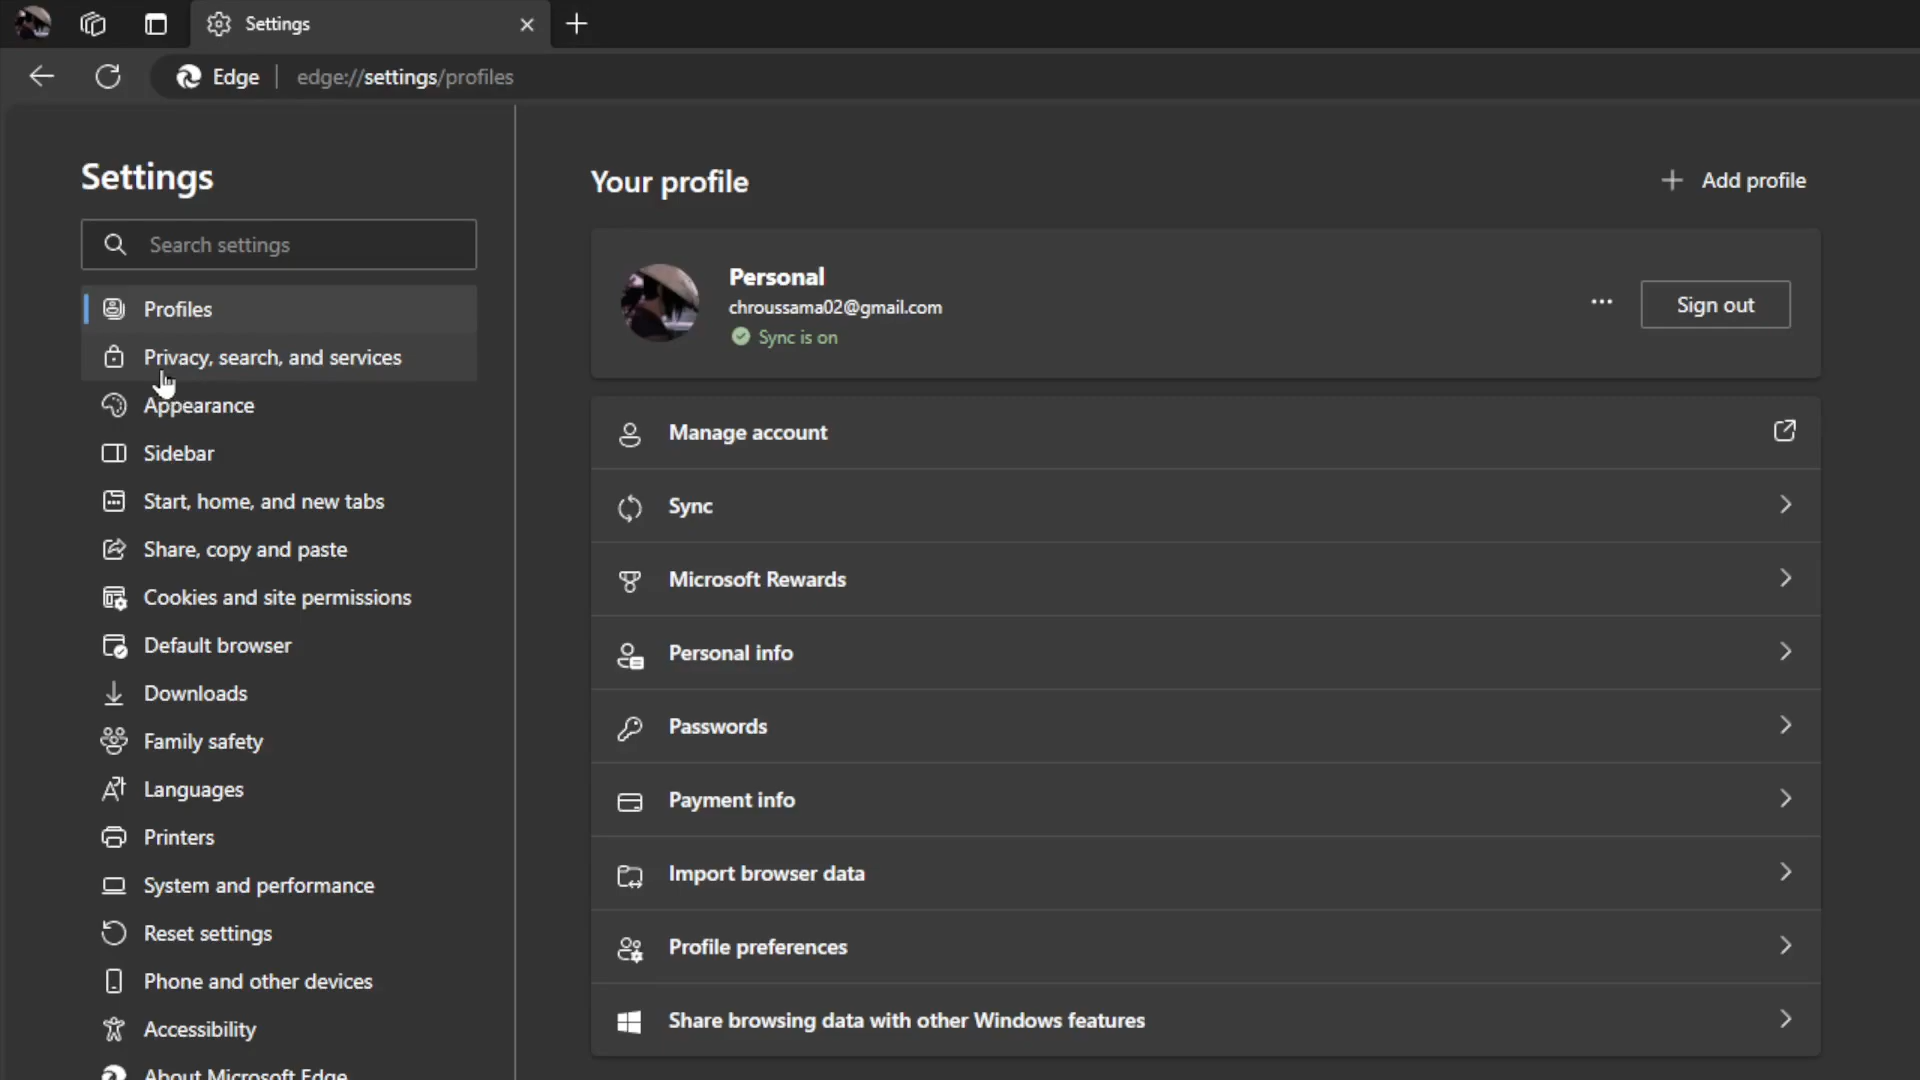 Settings
Edge | edge://settings/profiles
Settings
Search settings
Profiles
Privacy, search, and services
Appearance
Sidebar
Start, home, and new tabs
Share, copy and paste
Cookies and site permissions
Default browser
Downloads
Family safety
Languages
Printers
System and performance
Reset settings
Phone and other devices
Accessibility
About Microsoft Edge
Your profile
Add profile
Personal
chroussama02@gmail.com
Sync is on
Sign out
Manage account
Sync
Microsoft Rewards
Personal info
Passwords
Payment info
Import browser data
Profile preferences
Share browsing data with other Windows features